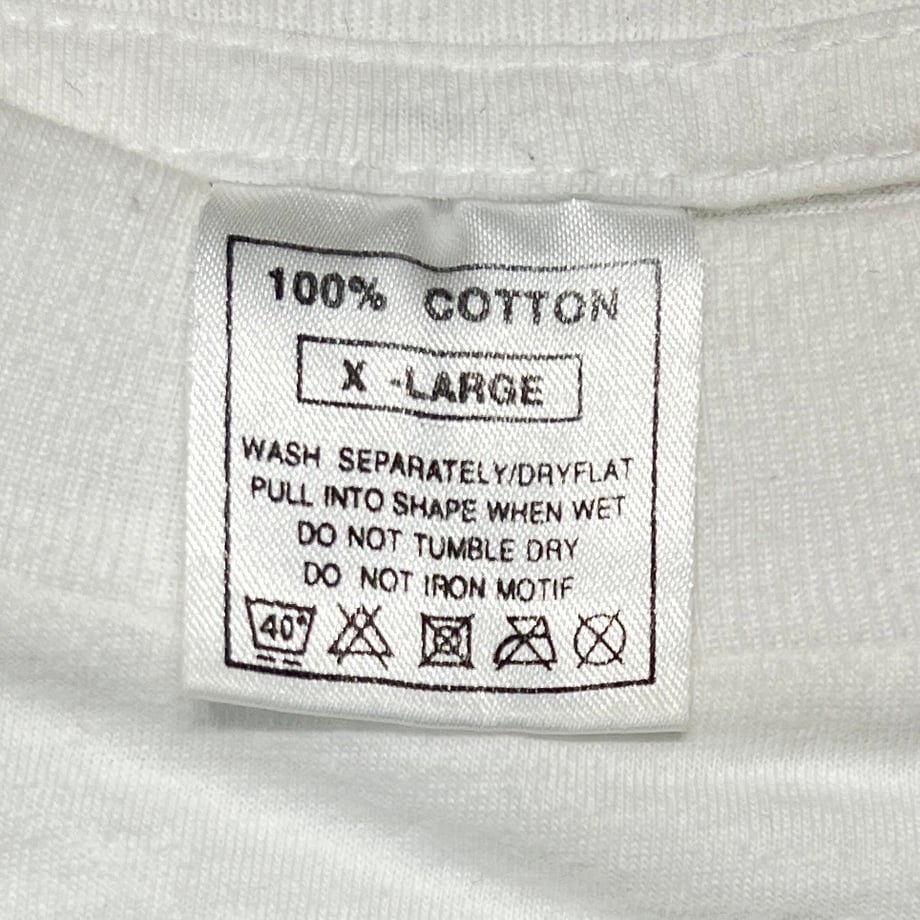 100% COTTON
X -LARGE
WASH SEPARATELY/DRYFLAT
PULL INTO SHAPE WHEN WET
DO NOT TUMBLE DRY
DO NOT IRON MOTIF
40°